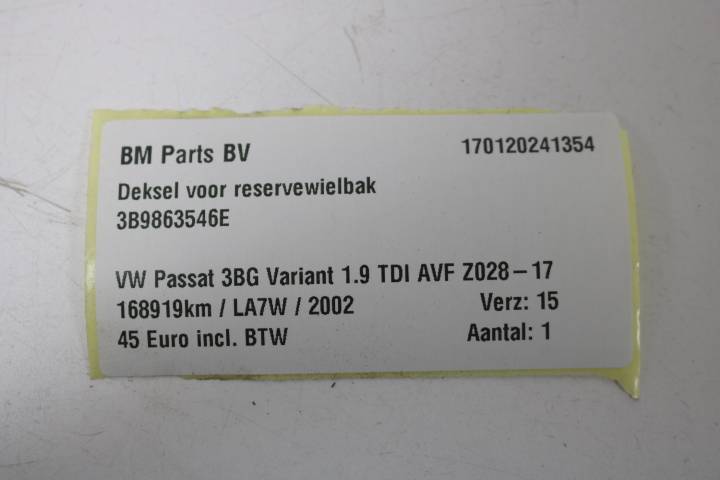 BM Parts BV 170120241354
Deksel voor reservewielbak
3B9863546E
VW Passat 3BG Variant 1.9 TDI AVF Z028-17
168919km / LA7W / 2002 Verz: 15
45 Euro incl. BTW Aantal: 1